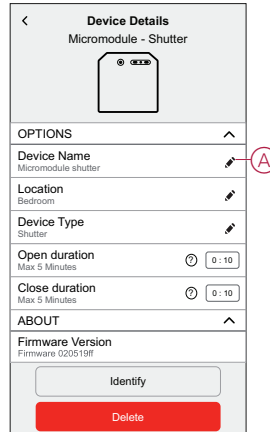 Device Details
Micromodule - Shutter
OPTIONS
Device Name
Micromodule shutter
A
Location
Bedroom
Device Type
Shutter
Open duration
Max 5 Minutes
? 0 : 10
Close duration
Max 5 Minutes
? 0 : 10
ABOUT
Firmware Version
Firmware 020519ff
Identify
Delete